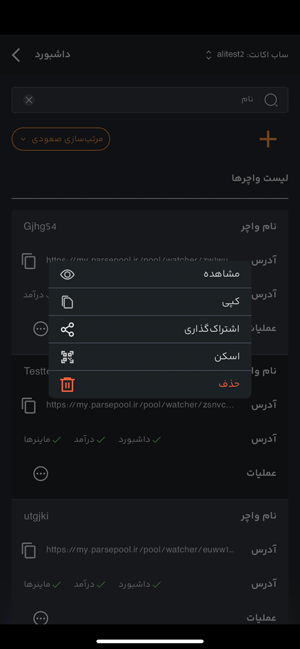 داشبورد
ساب اکانت: alitest2
نام
مرتب‌سازی صعودی
لیست واچرها
نام واچر
Gjhg54
آدرس
https://my.parsepool.ir/pool/watcher/
آدرس
درآمد
عملیات
مشاهده
کپی
اشتراک‌گذاری
اسکن
حذف
نام واچر
آدرس
https://my.parsepool.ir/pool/watcher/zsnvc...
آدرس
داشبورد
درآمد
ماینرها
عملیات
نام واچر
utgjki
آدرس
https://my.parsepool.ir/pool/watcher/euww1...
آدرس
داشبورد
درآمد
ماینرها
عملیات